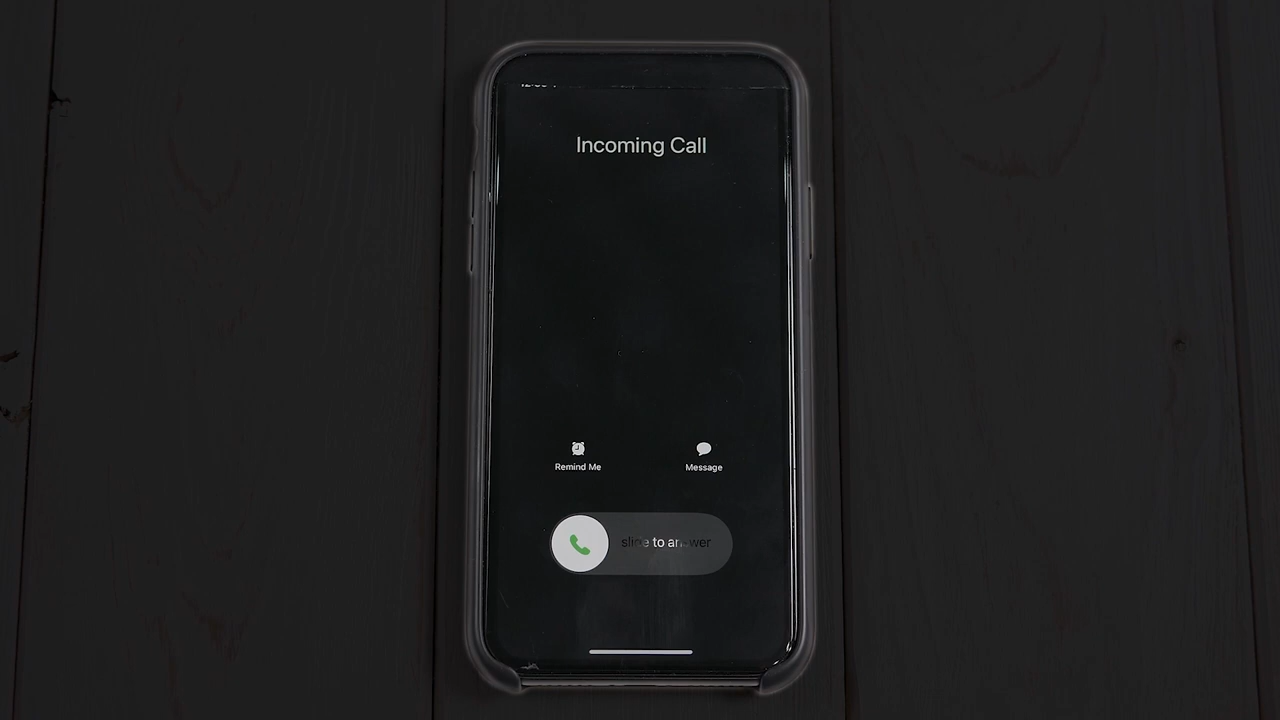 Incoming Call
Remind Me
Message
slide to answer